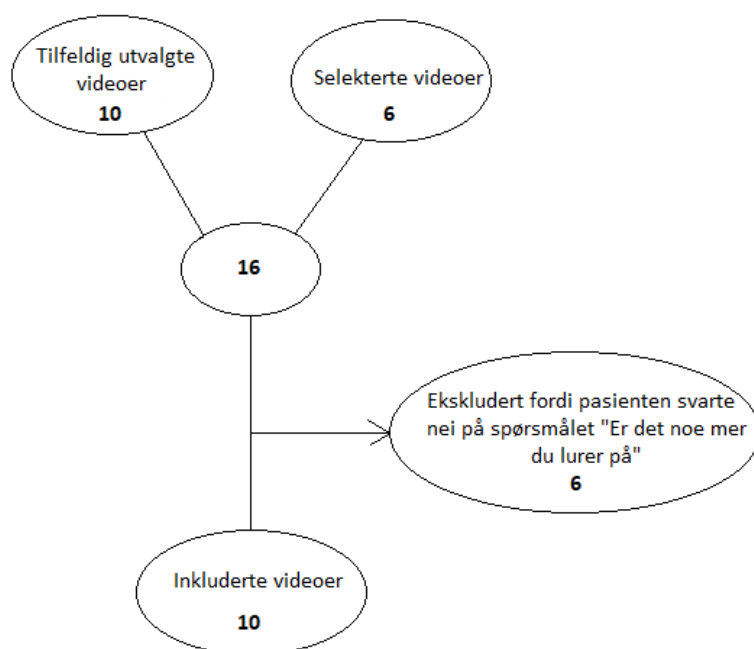 Tilfeldig utvalgte
videoer
10
Selekterte videoer
6
16
Ekskludert fordi pasienten svarte
nei på spørsmålet "Er det noe mer
du lurer på"
6
Inkluderte videoer
10